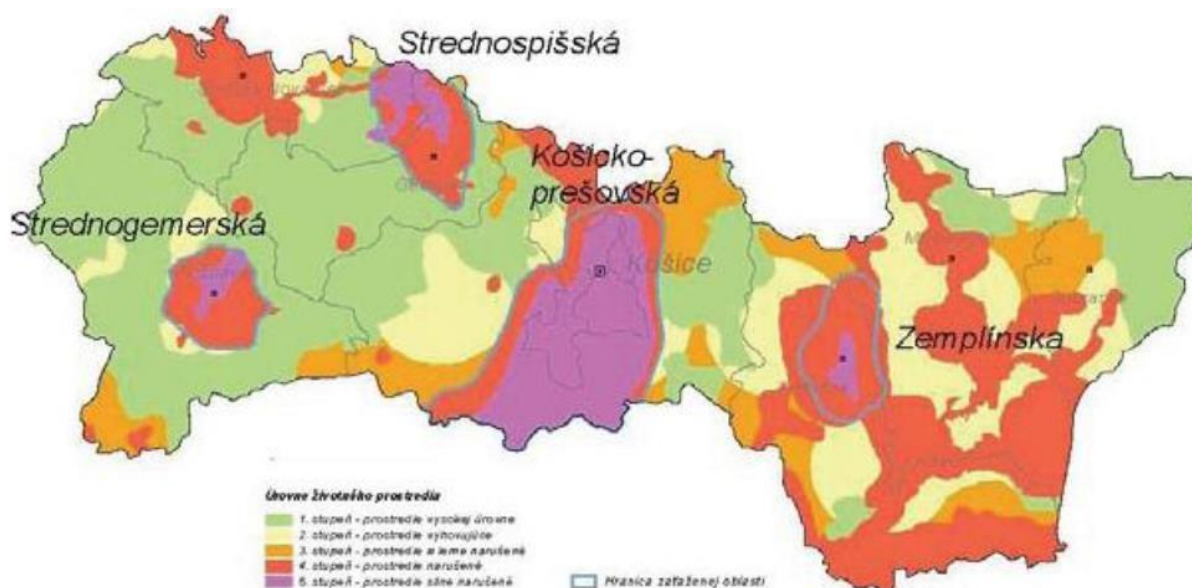 Strednospišská
Košicko-
prešovská
Strednogemerská
Košice
Zemplínska
Úrovne životného prostredia
1. stupeň - prostredie vysokej úrovne
2. stupeň - prostredie vyhovujúce
3. stupeň - prostredie mierne narušené
4. stupeň - prostredie narušené
5. stupeň - prostredie silne narušené
Hranica zaťaženej oblasti